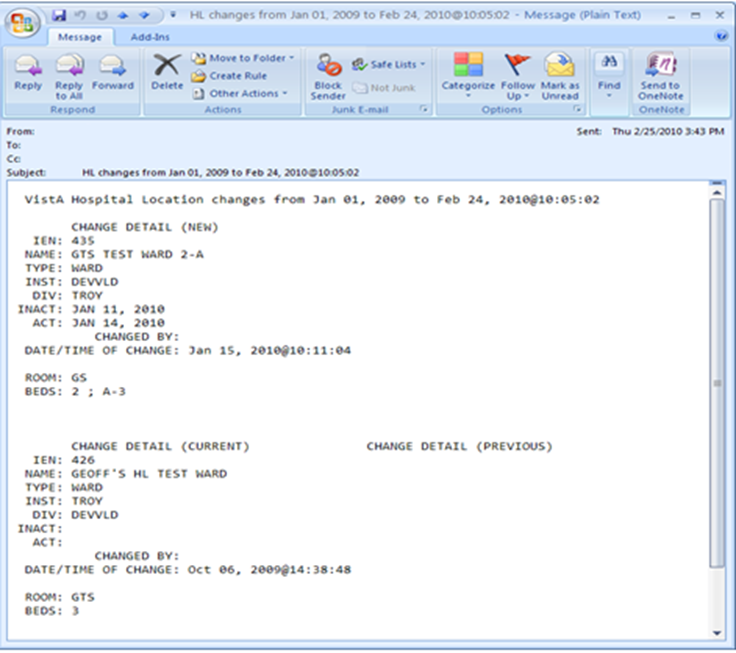 HL changes from Jan 01, 2009 to Feb 24, 2010@10:05:02 - Message (Plain Text)
Message Add-Ins
Reply Reply to All Forward
Respond
Delete
Move to Folder
Create Rule
Other Actions
Actions
Block Sender
Safe Lists
Not Junk
Junk E-mail
Categorize Follow Up Mark as Unread
Options
Find
Send to OneNote
OneNote
From: Sent: Thu 2/25/2010 3:43 PM
To:
Cc:
Subject: HL changes from Jan 01, 2009 to Feb 24, 2010@10:05:02
VistA Hospital Location changes from Jan 01, 2009 to Feb 24, 2010@10:05:02
CHANGE DETAIL (NEW)
IEN: 435
NAME: GTS TEST WARD 2-A
TYPE: WARD
INST: DEVVLD
DIV: TROY
INACT: JAN 11, 2010
ACT: JAN 14, 2010
CHANGED BY:
DATE/TIME OF CHANGE: Jan 15, 2010@10:11:04
ROOM: GS
BEDS: 2 ; A-3
CHANGE DETAIL (CURRENT) CHANGE DETAIL (PREVIOUS)
IEN: 426
NAME: GEOFF'S HL TEST WARD
TYPE: WARD
INST: TROY
DIV: DEVVLD
INACT:
ACT:
CHANGED BY:
DATE/TIME OF CHANGE: Oct 06, 2009@14:38:48
ROOM: GTS
BEDS: 3